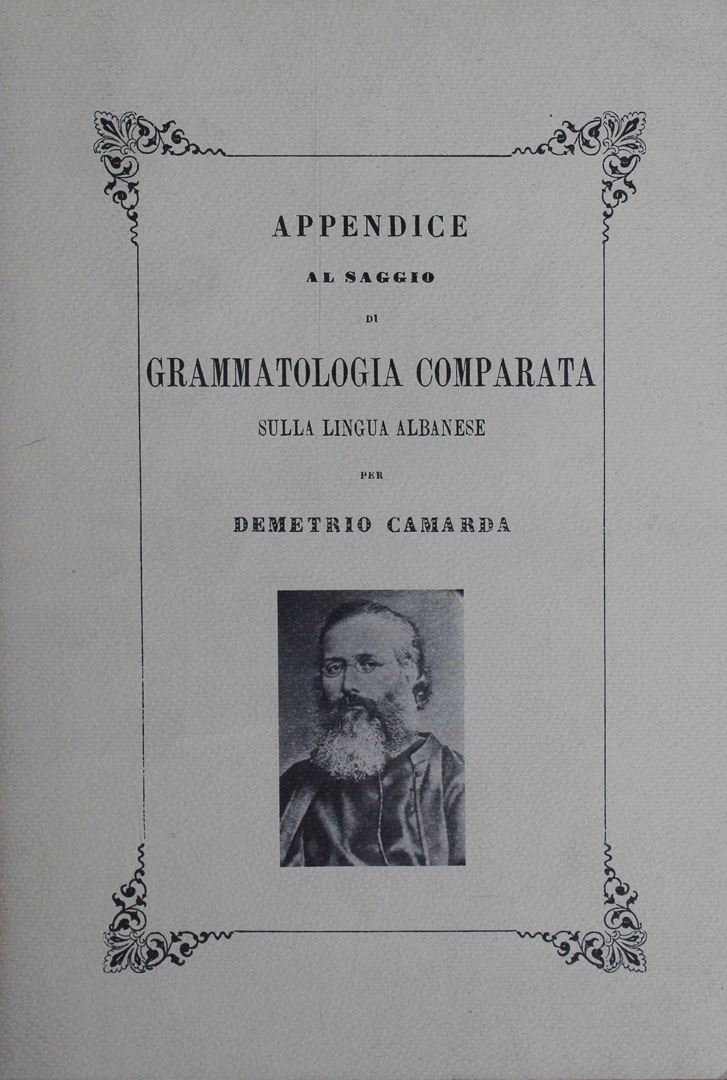 APPENDICE
AL SAGGIO
DI
GRAMMATOLOGIA COMPARATA
SULLA LINGUA ALBANESE
PER
DEMETRIO CAMARDA